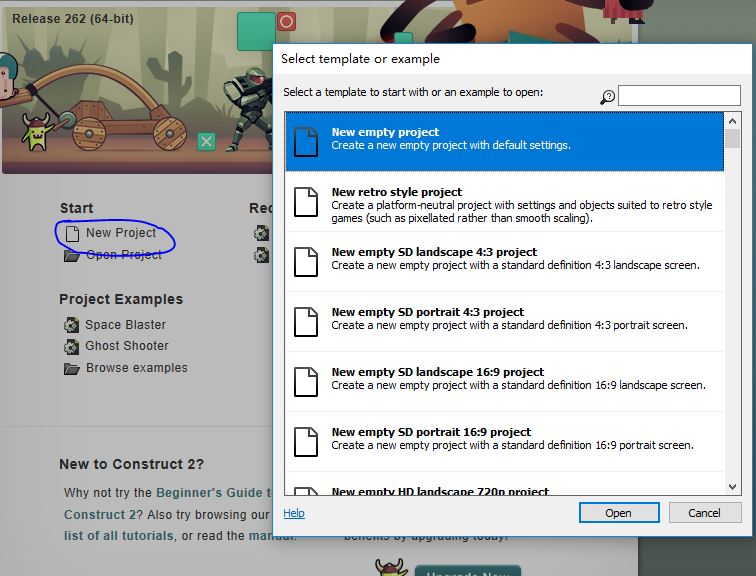 Release 262 (64-bit)
Select template or example
Select a template to start with or an example to open:
New empty project
Create a new empty project with default settings.
New retro style project
Create a platform-neutral project with settings and objects suited to retro style
games (such as pixellated rather than smooth scaling).
New empty SD landscape 4:3 project
Create a new empty project with a standard definition 4:3 landscape screen.
New empty SD portrait 4:3 project
Create a new empty project with a standard definition 4:3 portrait screen.
New empty SD landscape 16:9 project
Create a new empty project with a standard definition 16:9 landscape screen.
New empty SD portrait 16:9 project
Create a new empty project with a standard definition 16:9 portrait screen.
New empty HD landscape 720p project
Help
Open
Cancel
Start
New Project
Open Project
Project Examples
Space Blaster
Ghost Shooter
Browse examples
New to Construct 2?
Why not try the Beginner's Guide
Construct 2? Also try browsing our
list of all tutorials, or read the manual.
benefits by upgrading today!
Upgrade Now